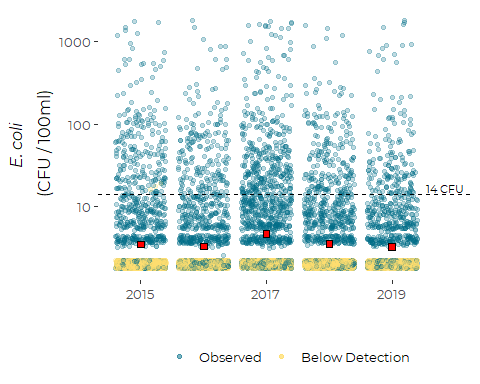 E. coli
(CFU / 100ml)
1000
100
10
14 CFU
2015
2017
2019
Observed
Below Detection